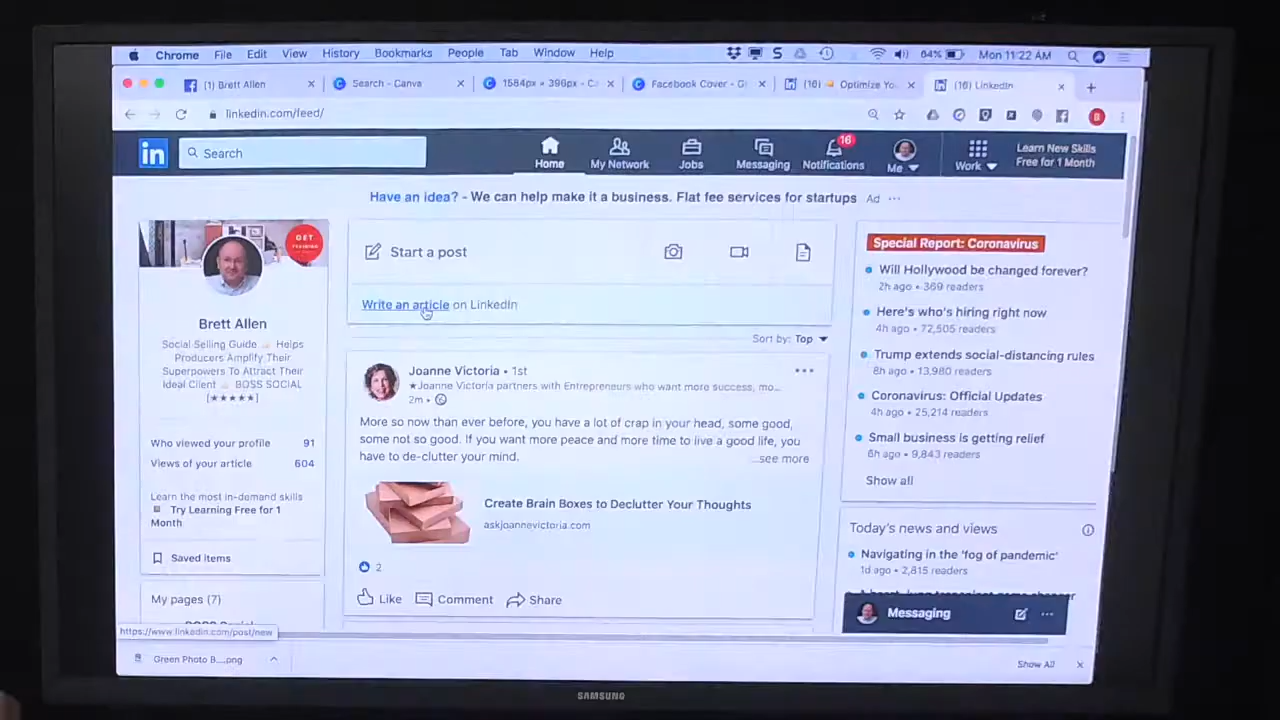 Chrome File Edit View History Bookmarks People Tab Window Help
S 64% Mon 11:22 AM
(1) Brett Allen
Search - Canva
1584px × 396px - C
Facebook Cover - G
(16) Optimize Yo
(16) LinkedIn
linkedin.com/feed/
B
in
Search
Home
My Network
Jobs
Messaging
16
Notifications
Me
Work
Learn New Skills
Free for 1 Month
Have an idea? - We can help make it a business. Flat fee services for startups Ad ...
GET
TRAINING
Brett Allen
Social Selling Guide Helps
Producers Amplify Their
Superpowers To Attract Their
Ideal Client BOSS SOCIAL
[★★★★★]
Who viewed your profile 91
Views of your article 604
Learn the most in-demand skills
Try Learning Free for 1
Month
Saved items
My pages (7)
https://www.linkedin.com/post/new
Start a post
Write an article on LinkedIn
Sort by: Top
Joanne Victoria • 1st
★Joanne Victoria partners with Entrepreneurs who want more success, mo...
2m •
More so now than ever before, you have a lot of crap in your head, some good,
some not so good. If you want more peace and more time to live a good life, you
have to de-clutter your mind.
...see more
Create Brain Boxes to Declutter Your Thoughts
askjoannevictoria.com
2
Like Comment Share
Special Report: Coronavirus
Will Hollywood be changed forever?
2h ago • 369 readers
Here's who's hiring right now
4h ago • 72,505 readers
Trump extends social-distancing rules
8h ago • 13,980 readers
Coronavirus: Official Updates
4h ago • 25,214 readers
Small business is getting relief
6h ago • 9,843 readers
Show all
Today's news and views
Navigating in the 'fog of pandemic'
1d ago • 2,815 readers
Messaging
Green Photo B....png
Show All
SAMSUNG